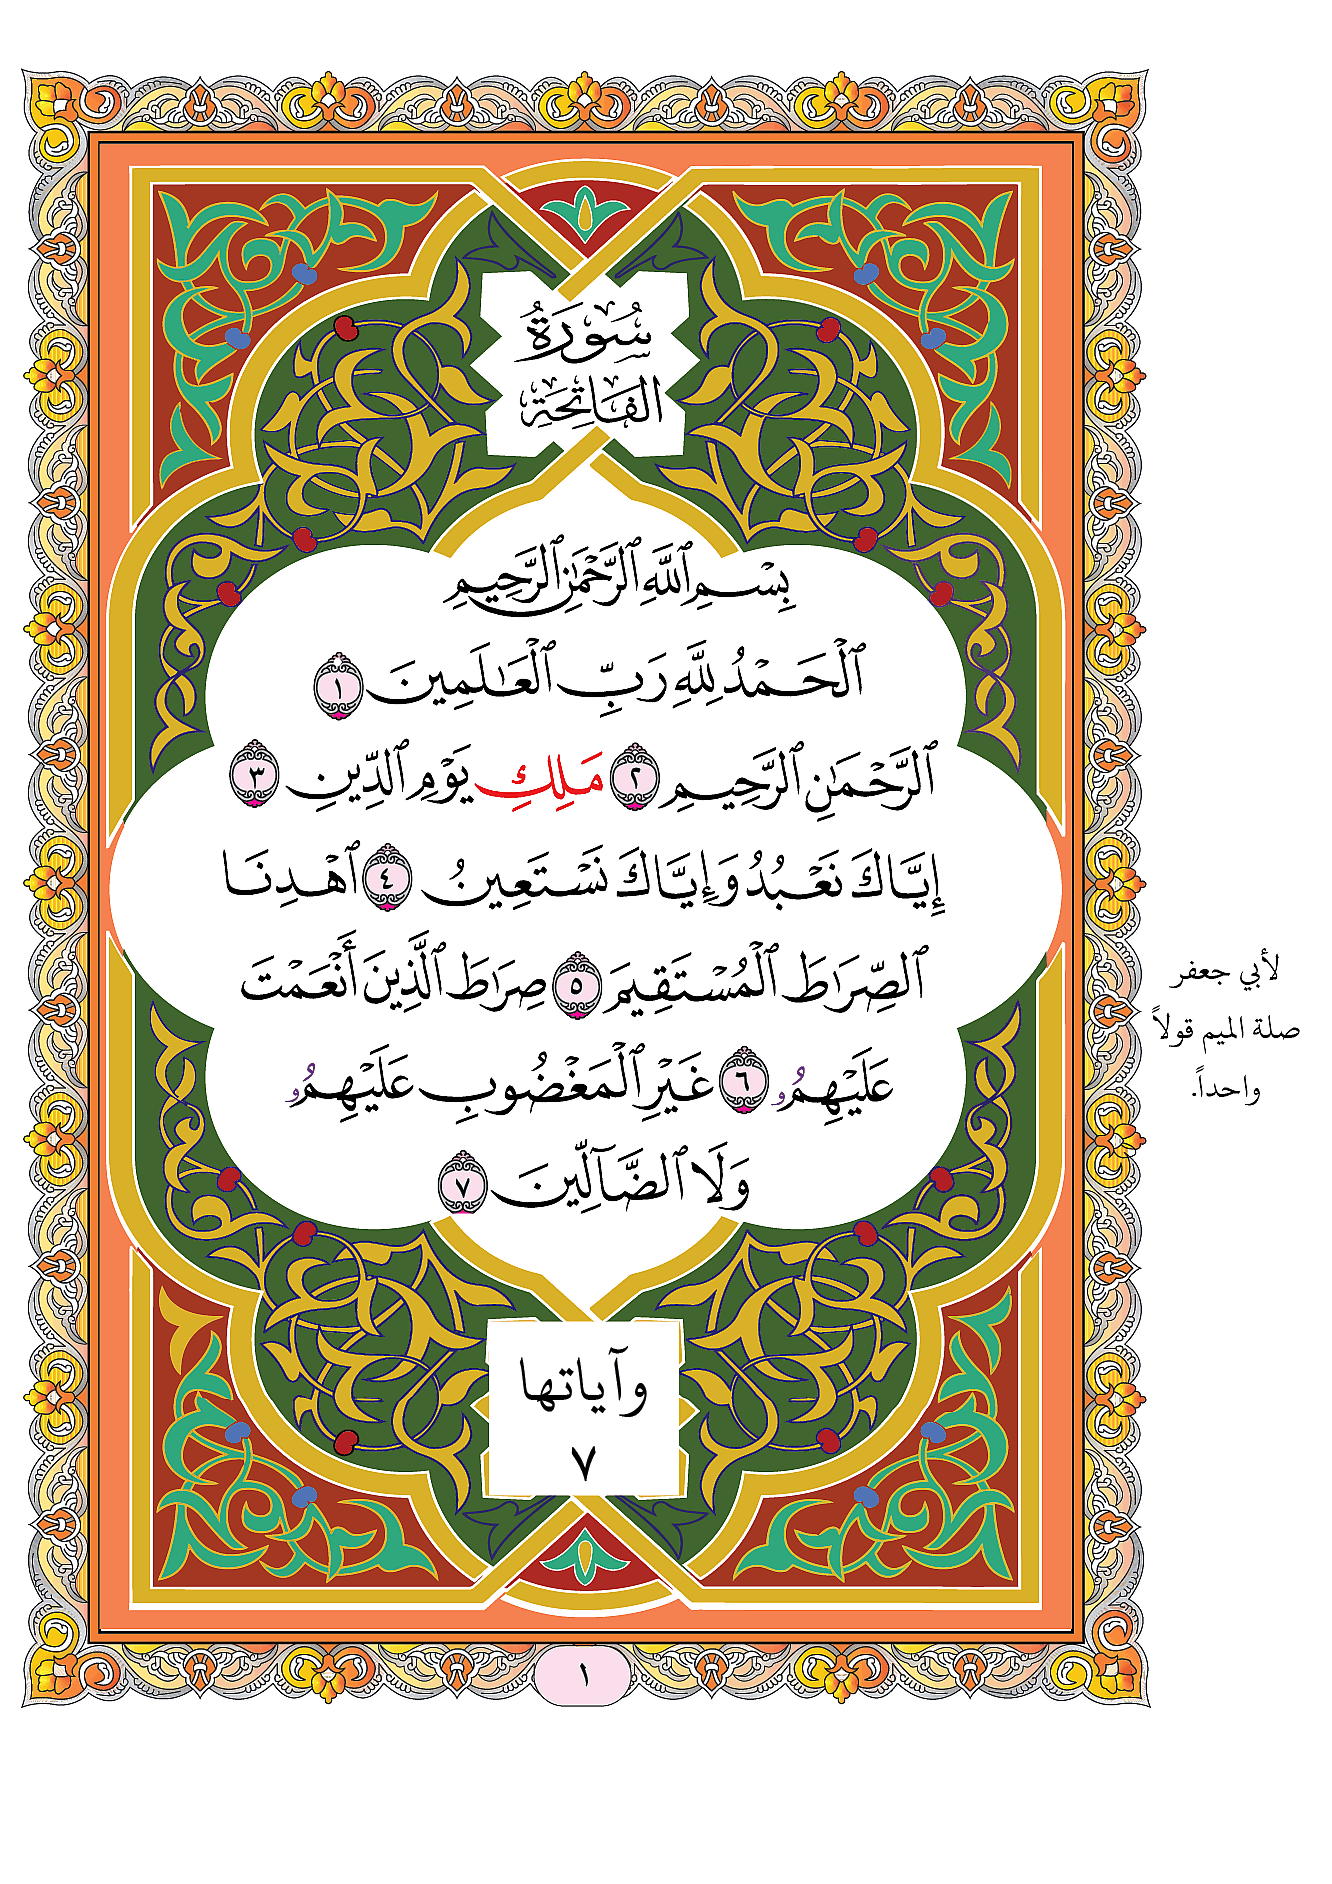 سُورَةُ
الفَاتِحَةِ
بِسْمِ ٱللَّهِ ٱلرَّحْمَٰنِ ٱلرَّحِيمِ
ٱلْحَمْدُ لِلَّهِ رَبِّ ٱلْعَٰلَمِينَ ١
ٱلرَّحْمَٰنِ ٱلرَّحِيمِ ٢ مَلِكِ يَوْمِ ٱلدِّينِ ٣
إِيَّاكَ نَعْبُدُ وَإِيَّاكَ نَسْتَعِينُ ٤ ٱهْدِنَا
ٱلصِّرَٰطَ ٱلْمُسْتَقِيمَ ٥ صِرَٰطَ ٱلَّذِينَ أَنْعَمْتَ
عَلَيْهِمُۥ ٦ غَيْرِ ٱلْمَغْضُوبِ عَلَيْهِمُۥ
وَلَا ٱلضَّآلِّينَ ٧
وآياتها
٧
١
لأبي جعفر
صلة الميم قولاً
واحداً.